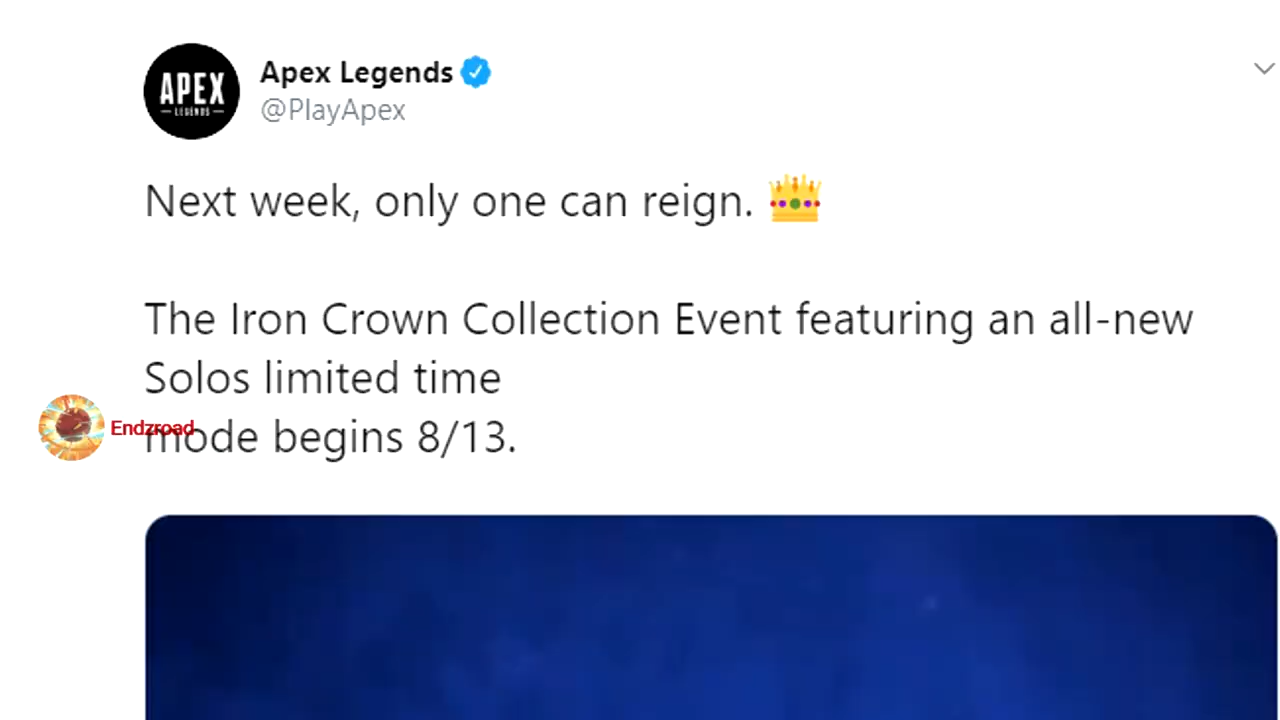 APEX
LEGENDS
Apex Legends
@PlayApex
Next week, only one can reign. 👑
The Iron Crown Collection Event featuring an all-new
Solos limited time
Endzroad
mode begins 8/13.